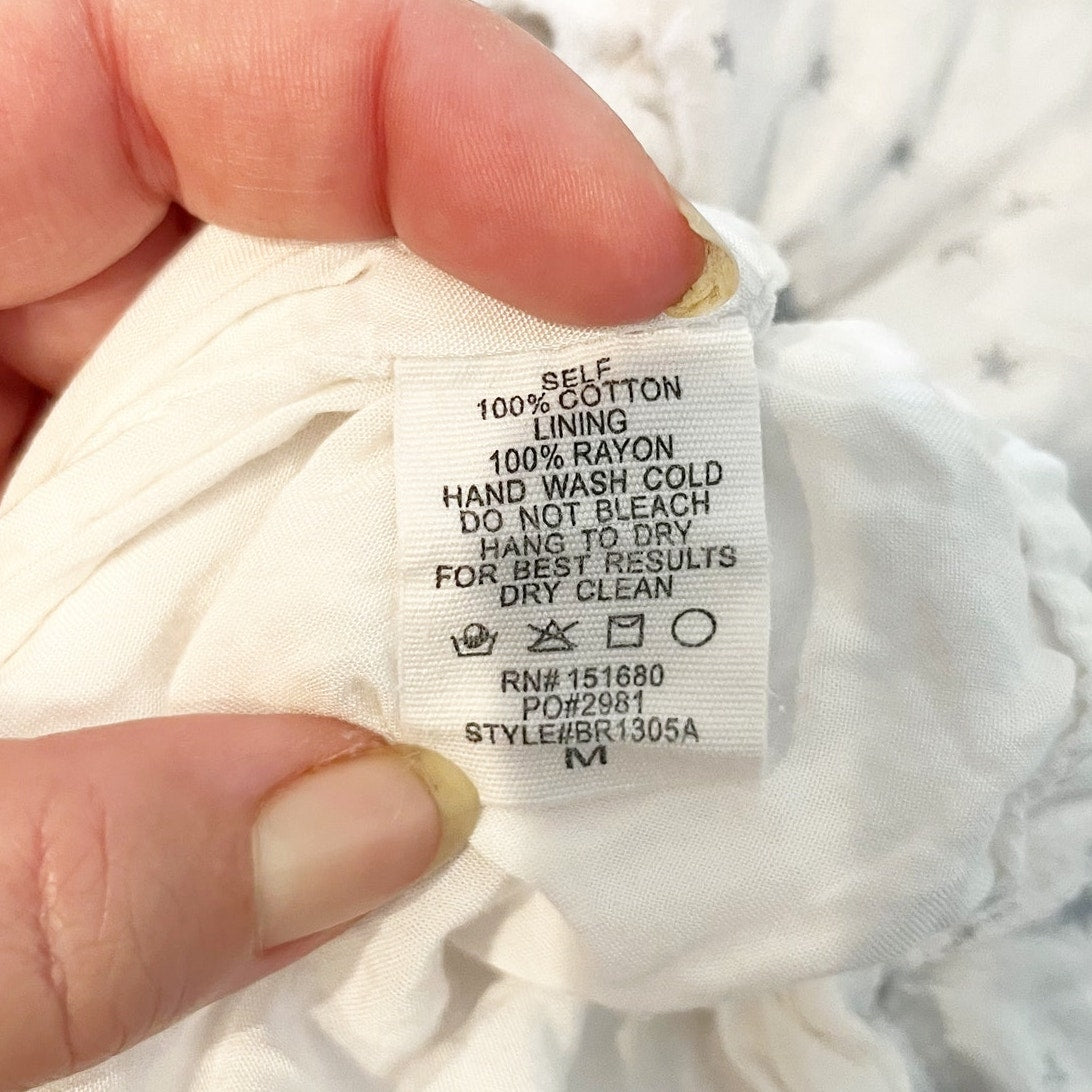 SELF
100% COTTON
LINING
100% RAYON
HAND WASH COLD
DO NOT BLEACH
HANG TO DRY
FOR BEST RESULTS
DRY CLEAN
RN# 151680
PO#2981
STYLE#BR1305A
M